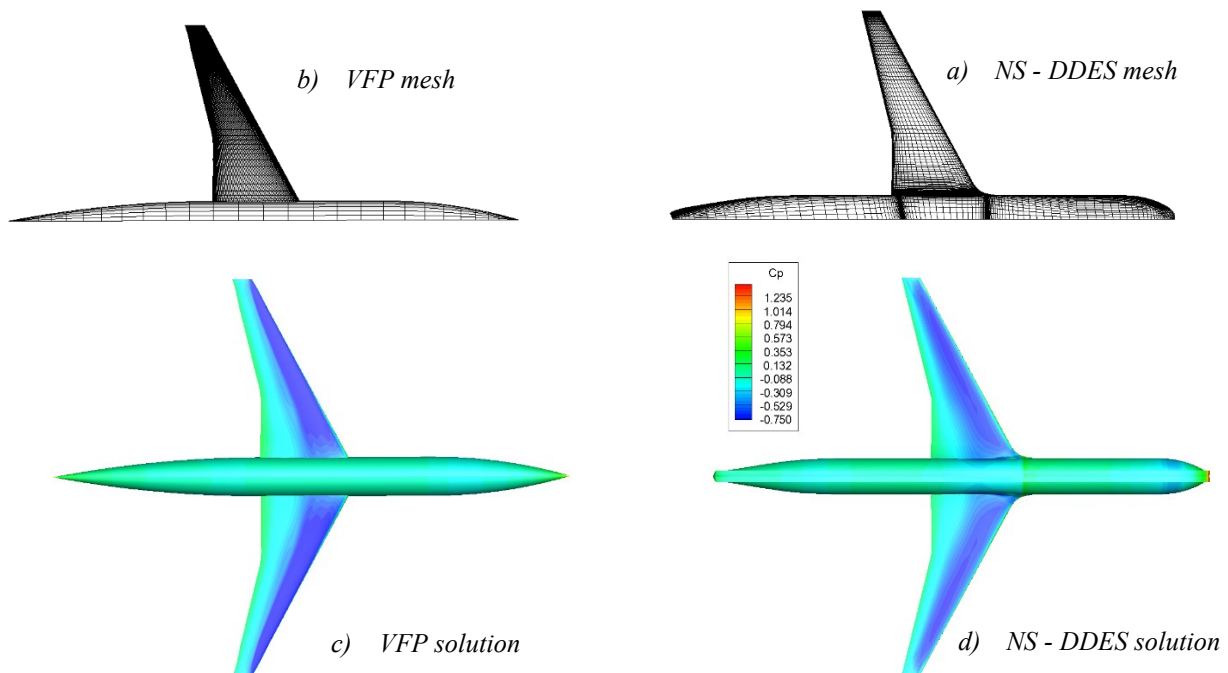 b) VFP mesh
a) NS - DDES mesh
Cp
1.235
1.014
0.794
0.573
0.353
0.132
-0.088
-0.309
-0.529
-0.750
c) VFP solution
d) NS - DDES solution